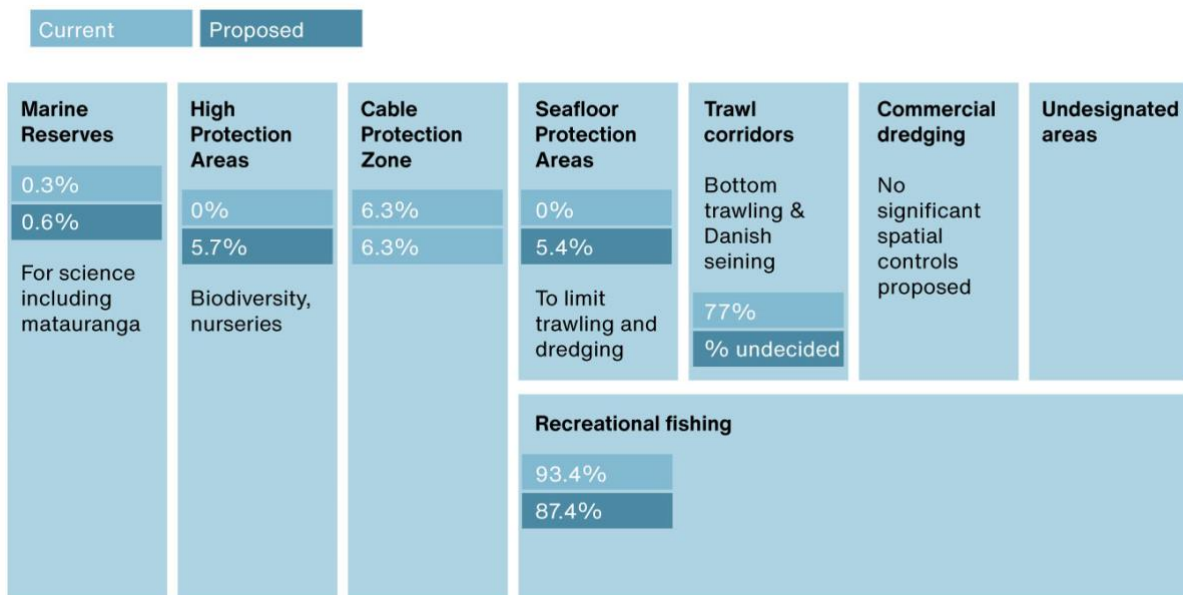 Current
Proposed
Marine
Reserves
0.3%
0.6%
For science
including
matauranga
High
Protection
Areas
0%
5.7%
Biodiversity,
nurseries
Cable
Protection
Zone
6.3%
6.3%
Seafloor
Protection
Areas
0%
5.4%
To limit
trawling and
dredging
Trawl
corridors
Bottom
trawling &
Danish
seining
77%
% undecided
Commercial
dredging
No
significant
spatial
controls
proposed
Undesignated
areas
Recreational fishing
93.4%
87.4%